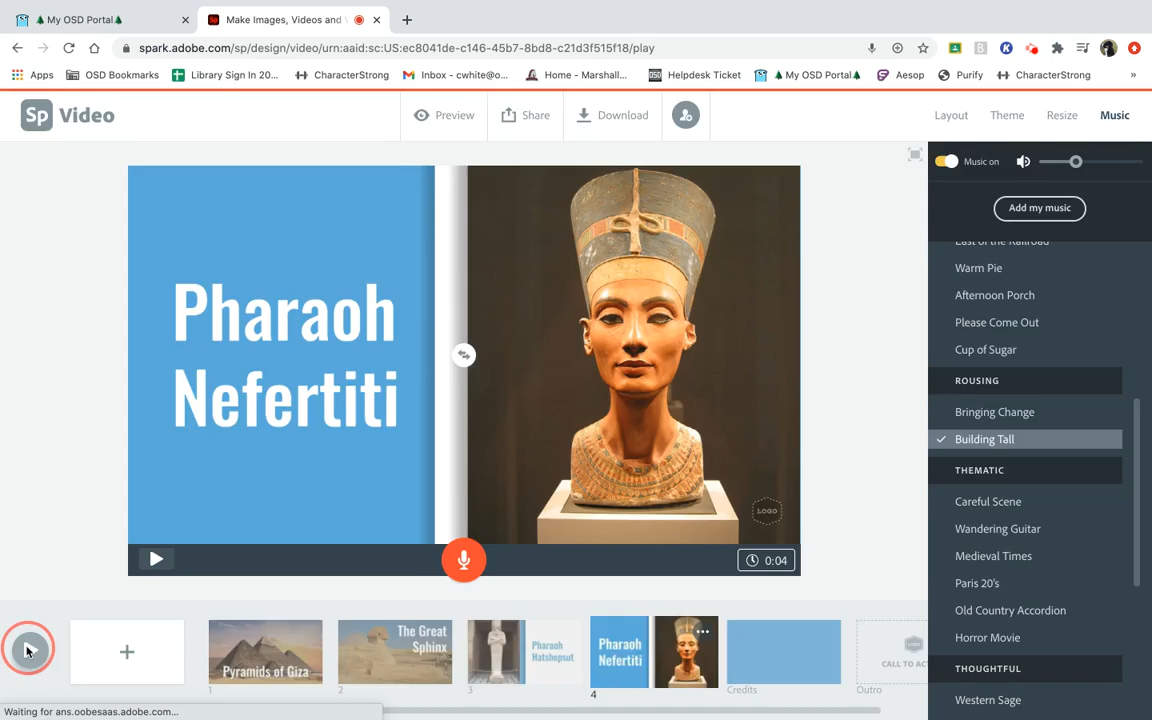 🌲My OSD Portal🌲
Make Images, Videos and V
spark.adobe.com/sp/design/video/urn:aaid:sc:US:ec8041de-c146-45b7-8bd8-c21d3f515f18/play
Apps
OSD Bookmarks
Library Sign In 20...
CharacterStrong
Inbox - cwhite@o...
Home - Marshall...
OSD
Helpdesk Ticket
🌲My OSD Portal🌲
Aesop
Purify
CharacterStrong
»
Sp Video
Preview
Share
Download
Layout
Theme
Resize
Music
Music on
Add my music
East of the Railroad
Warm Pie
Afternoon Porch
Please Come Out
Cup of Sugar
ROUSING
Bringing Change
Building Tall
THEMATIC
Careful Scene
Wandering Guitar
Medieval Times
Paris 20's
Old Country Accordion
Horror Movie
THOUGHTFUL
Western Sage
Pharaoh
Nefertiti
LOGO
0:04
Pyramids of Giza
1
The Great
Sphinx
2
Pharaoh
Hatshepsut
3
Pharaoh
Nefertiti
4
Credits
LOGO
CALL TO ACT
Outro
Waiting for ans.oobesaas.adobe.com...